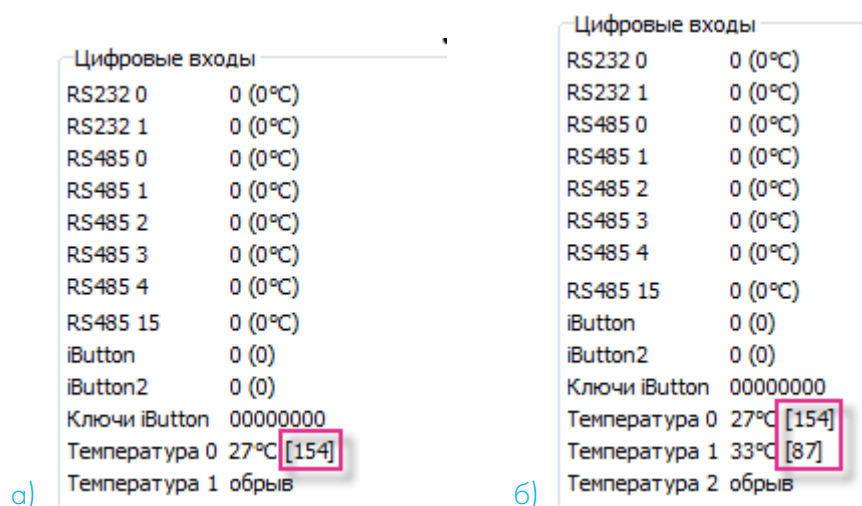 Цифровые входы
RS232 0 0 (0°C)
RS232 1 0 (0°C)
RS485 0 0 (0°C)
RS485 1 0 (0°C)
RS485 2 0 (0°C)
RS485 3 0 (0°C)
RS485 4 0 (0°C)
RS485 15 0 (0°C)
iButton 0 (0)
iButton2 0 (0)
Ключи iButton 00000000
Температура 0 27°C [154]
Температура 1 обрыв
а)
Цифровые входы
RS232 0 0 (0°C)
RS232 1 0 (0°C)
RS485 0 0 (0°C)
RS485 1 0 (0°C)
RS485 2 0 (0°C)
RS485 3 0 (0°C)
RS485 4 0 (0°C)
RS485 15 0 (0°C)
iButton 0 (0)
iButton2 0 (0)
Ключи iButton 00000000
Температура 0 27°C [154]
Температура 1 33°C [87]
Температура 2 обрыв
б)